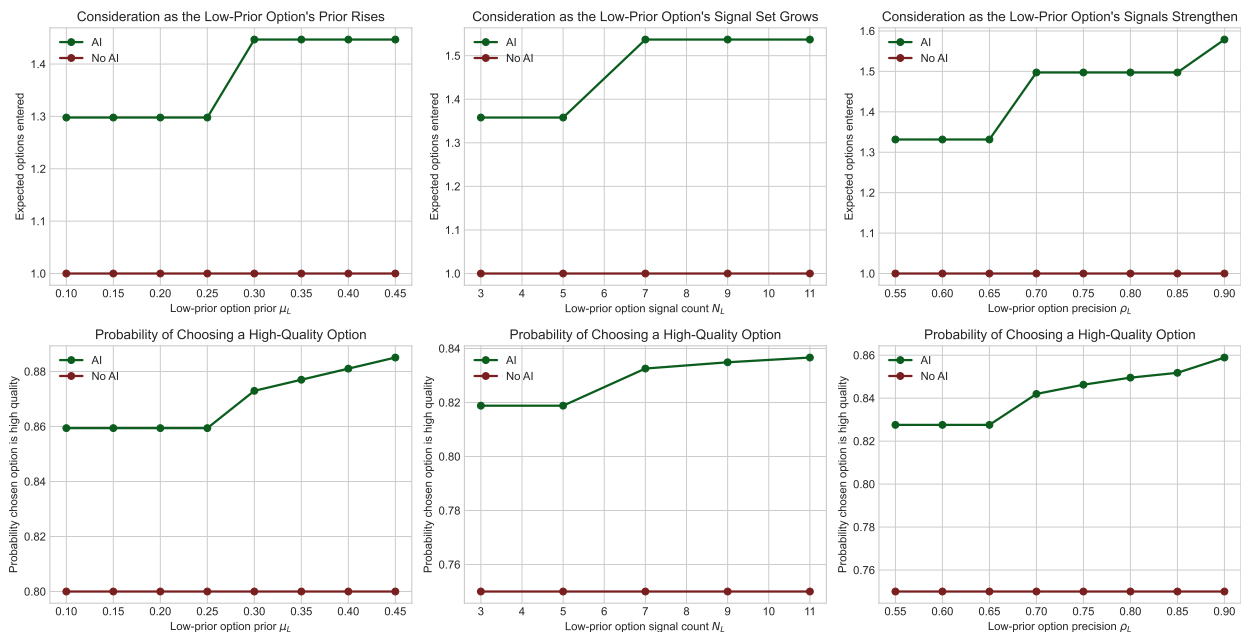 Consideration as the Low-Prior Option's Prior Rises
AI
No AI
Expected options entered
1.4
1.3
1.2
1.1
1.0
0.10 0.15 0.20 0.25 0.30 0.35 0.40 0.45
Low-prior option prior μL
Consideration as the Low-Prior Option's Signal Set Grows
AI
No AI
Expected options entered
1.5
1.4
1.3
1.2
1.1
1.0
3 4 5 6 7 8 9 10 11
Low-prior option signal count NL
Consideration as the Low-Prior Option's Signals Strengthen
AI
No AI
Expected options entered
1.6
1.5
1.4
1.3
1.2
1.1
1.0
0.55 0.60 0.65 0.70 0.75 0.80 0.85 0.90
Low-prior option precision ρL
Probability of Choosing a High-Quality Option
AI
No AI
Probability chosen option is high quality
0.88
0.86
0.84
0.82
0.80
0.10 0.15 0.20 0.25 0.30 0.35 0.40 0.45
Low-prior option prior μL
Probability of Choosing a High-Quality Option
AI
No AI
Probability chosen option is high quality
0.84
0.82
0.80
0.78
0.76
3 4 5 6 7 8 9 10 11
Low-prior option signal count NL
Probability of Choosing a High-Quality Option
AI
No AI
Probability chosen option is high quality
0.86
0.84
0.82
0.80
0.78
0.76
0.55 0.60 0.65 0.70 0.75 0.80 0.85 0.90
Low-prior option precision ρL